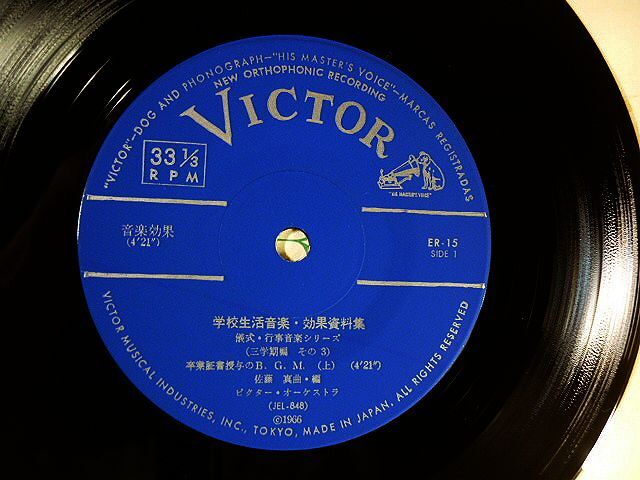 "VICTOR"—DOG AND PHONOGRAPH—"HIS MASTER'S VOICE"—MARCAS REGISTRADAS
NEW ORTHOPHONIC RECORDING
VICTOR
33 1/3
RPM
"HIS MASTER'S VOICE"
音楽効果
(4′21″)
ER-15
SIDE 1
学校生活音楽・効果資料集
儀式・行事音楽シリーズ
(三学期編 その3)
卒業証書授与のB.G.M.(上) (4′21″)
佐藤 真曲・編
ビクター・オーケストラ
(JEL-848)
©1966
VICTOR MUSICAL INDUSTRIES, INC., TOKYO, MADE IN JAPAN. ALL RIGHTS RESERVED